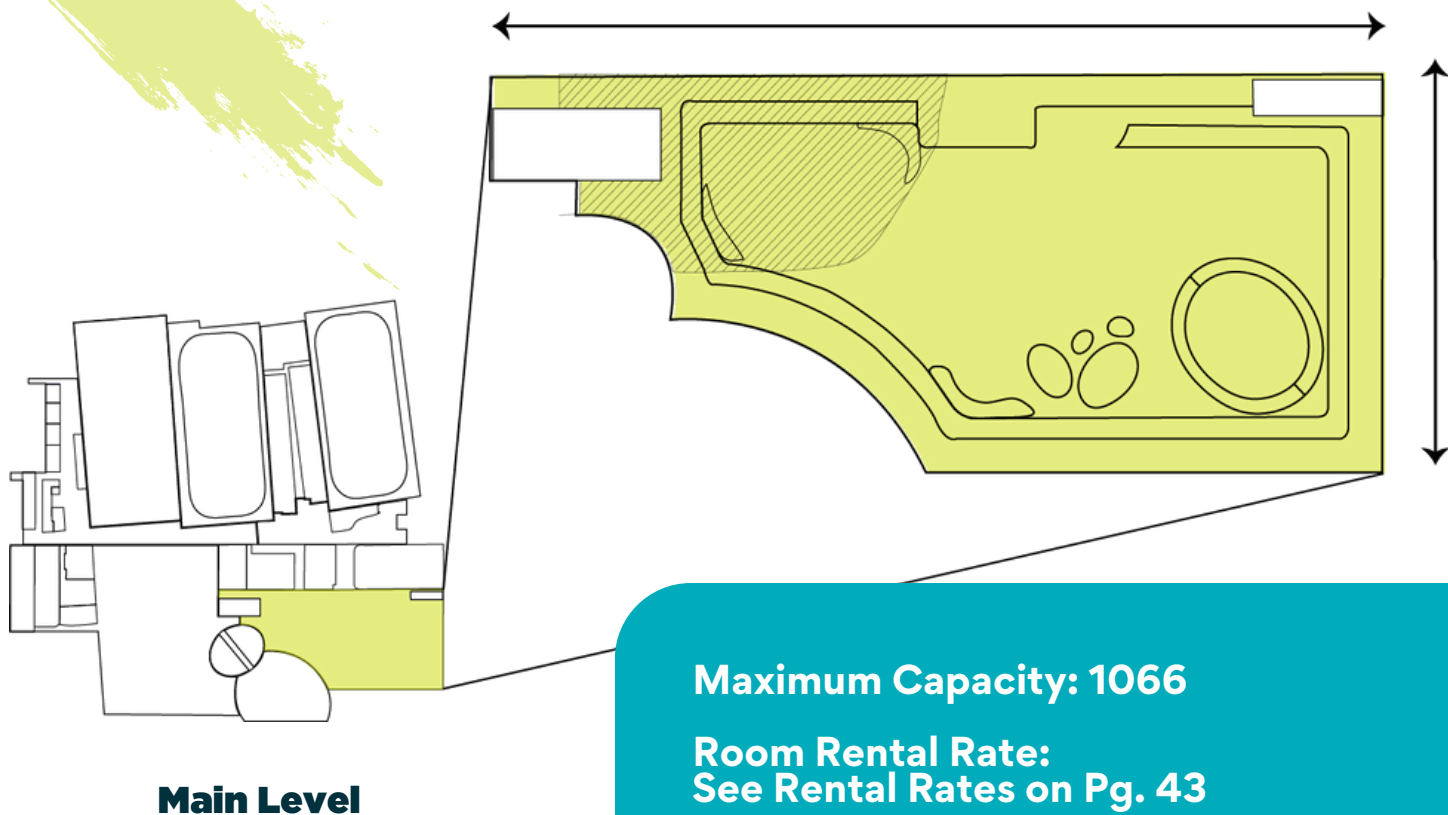 Maximum Capacity: 1066
Room Rental Rate:
See Rental Rates on Pg. 43
Main Level